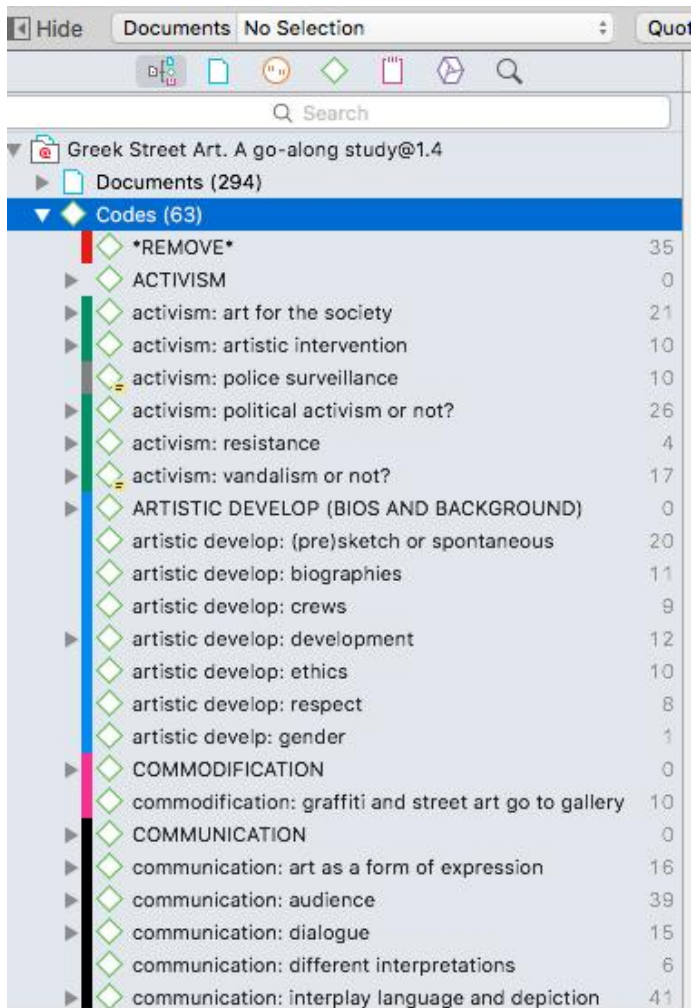 Hide Documents No Selection Quot
Search
Greek Street Art. A go-along study@1.4
Documents (294)
Codes (63)
*REMOVE* 35
ACTIVISM 0
activism: art for the society 21
activism: artistic intervention 10
activism: police surveillance 10
activism: political activism or not? 26
activism: resistance 4
activism: vandalism or not? 17
ARTISTIC DEVELOP (BIOS AND BACKGROUND) 0
artistic develop: (pre)sketch or spontaneous 20
artistic develop: biographies 11
artistic develop: crews 9
artistic develop: development 12
artistic develop: ethics 10
artistic develop: respect 8
artistic develp: gender 1
COMMODIFICATION 0
commodification: graffiti and street art go to gallery 10
COMMUNICATION 0
communication: art as a form of expression 16
communication: audience 39
communication: dialogue 15
communication: different interpretations 6
communication: interplay language and depiction 41